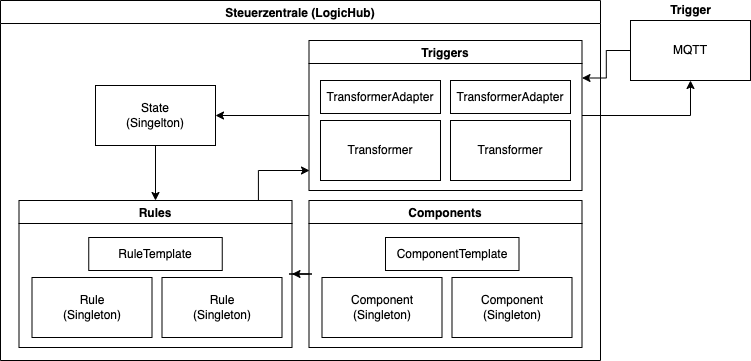 Steuerzentrale (LogicHub)
Trigger
Triggers
MQTT
TransformerAdapter
TransformerAdapter
State
(Singelton)
Transformer
Transformer
Rules
Components
RuleTemplate
ComponentTemplate
Rule
(Singleton)
Rule
(Singleton)
Component
(Singleton)
Component
(Singleton)